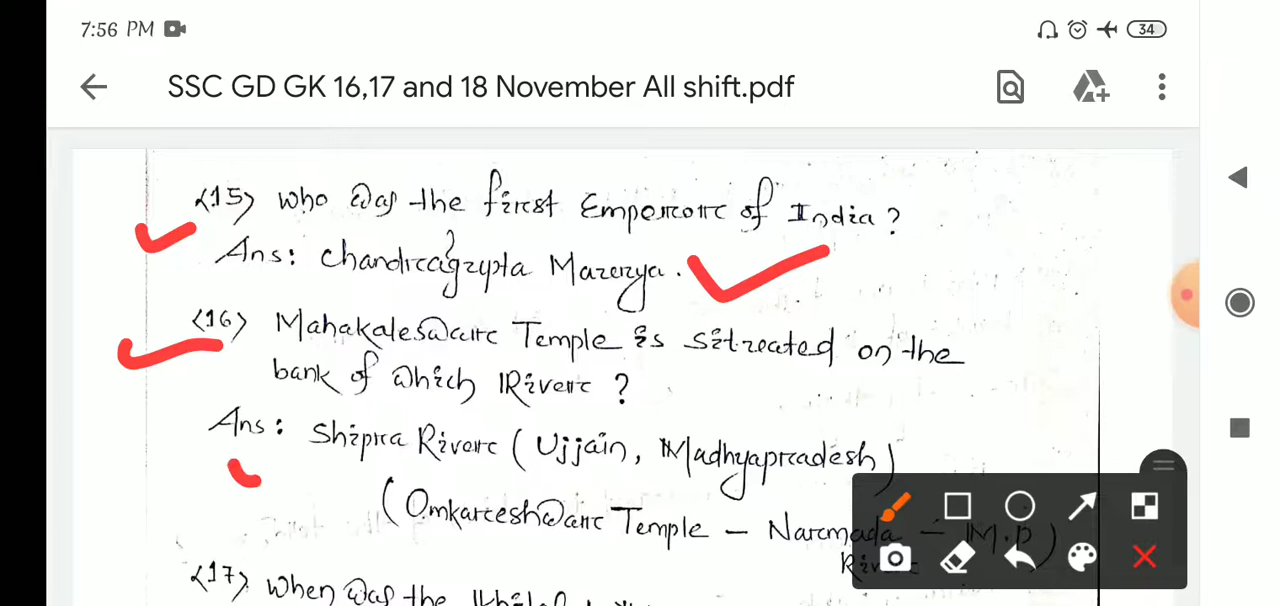 7:56 PM
34
SSC GD GK 16,17 and 18 November All shift.pdf
<15> Who was the first Emperor of India?
Ans: Chandragupta Maurya.
<16> Mahakaleswar Temple is situated on the
bank of which River?
Ans: Shipra River (Ujjain, Madhyapradesh)
(Omkareshwar Temple – Narmada – M.P)
River
<17> When was the